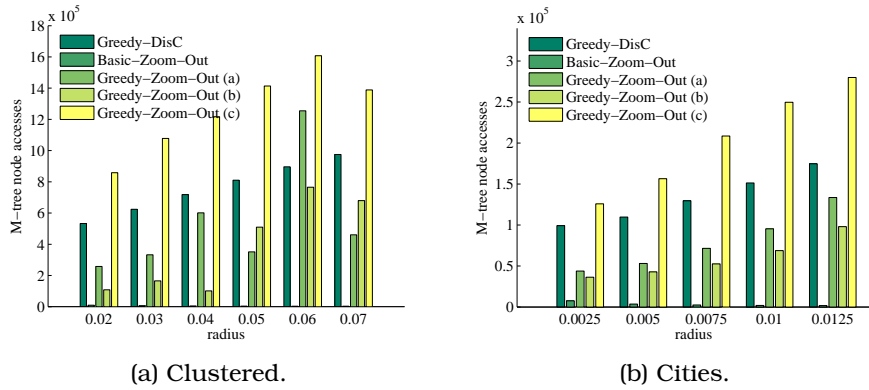 x 10^5
18
16
14
12
10
8
6
4
2
0
M−tree node accesses
Greedy−DisC
Basic−Zoom−Out
Greedy−Zoom−Out (a)
Greedy−Zoom−Out (b)
Greedy−Zoom−Out (c)
0.02 0.03 0.04 0.05 0.06 0.07
radius
(a) Clustered.
x 10^5
3
2.5
2
1.5
1
0.5
0
M−tree node accesses
Greedy−DisC
Basic−Zoom−Out
Greedy−Zoom−Out (a)
Greedy−Zoom−Out (b)
Greedy−Zoom−Out (c)
0.0025 0.005 0.0075 0.01 0.0125
radius
(b) Cities.